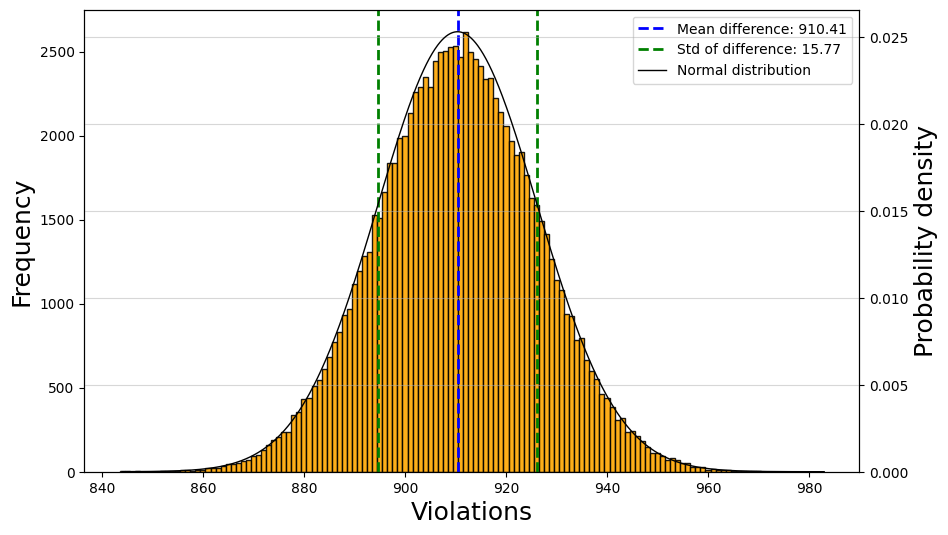 Mean difference: 910.41
Std of difference: 15.77
Normal distribution
Frequency
2500
2000
1500
1000
500
0
Probability density
0.025
0.020
0.015
0.010
0.005
0.000
840 860 880 900 920 940 960 980
Violations